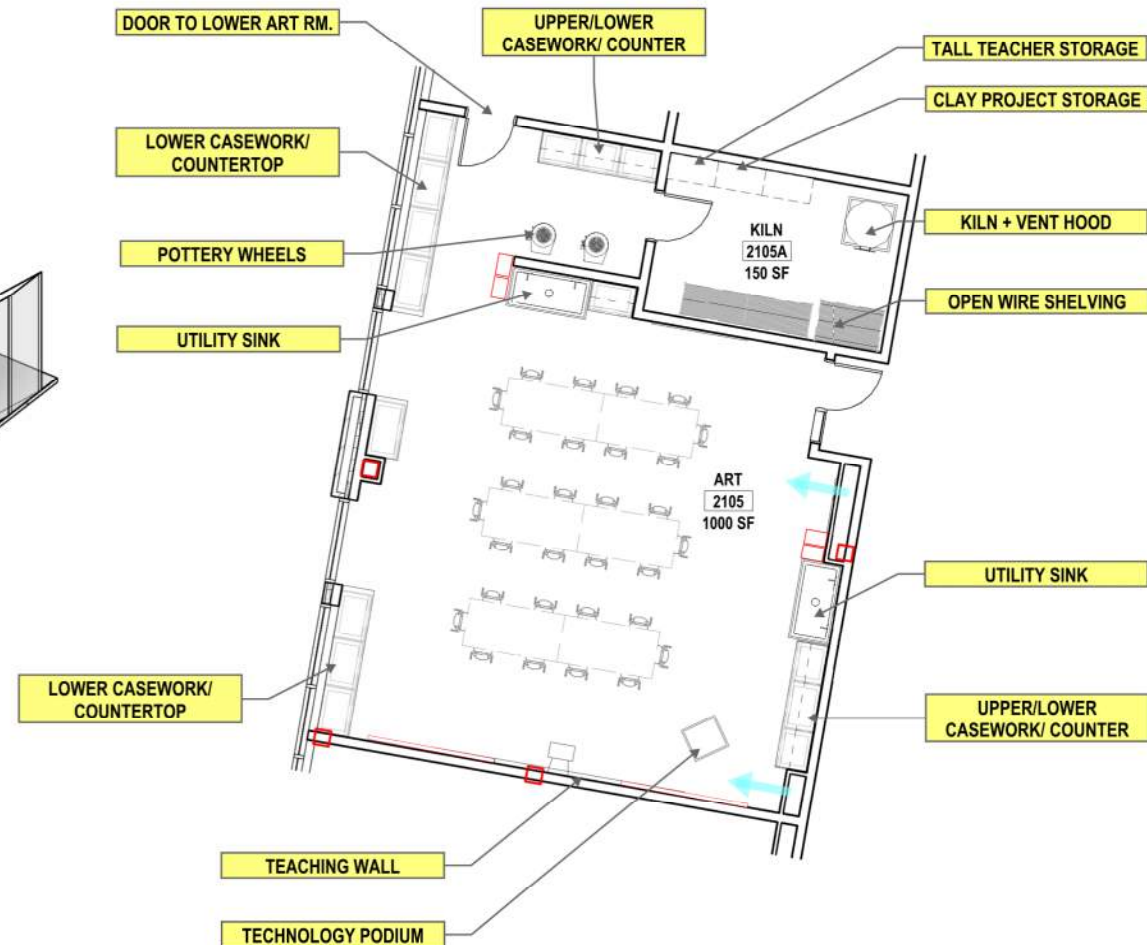 DOOR TO LOWER ART RM.
UPPER/LOWER
CASEWORK/ COUNTER
TALL TEACHER STORAGE
CLAY PROJECT STORAGE
LOWER CASEWORK/
COUNTERTOP
KILN + VENT HOOD
KILN
2105A
150 SF
POTTERY WHEELS
OPEN WIRE SHELVING
UTILITY SINK
ART
2105
1000 SF
UTILITY SINK
LOWER CASEWORK/
COUNTERTOP
UPPER/LOWER
CASEWORK/ COUNTER
TEACHING WALL
TECHNOLOGY PODIUM